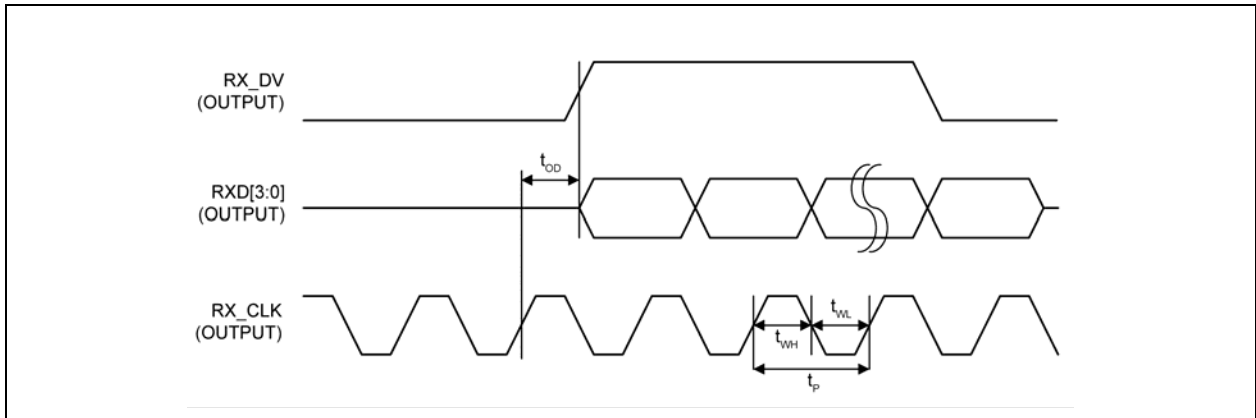 RX_DV
(OUTPUT)
t_OD
RXD[3:0]
(OUTPUT)
RX_CLK
(OUTPUT)
t_WH
t_WL
t_P